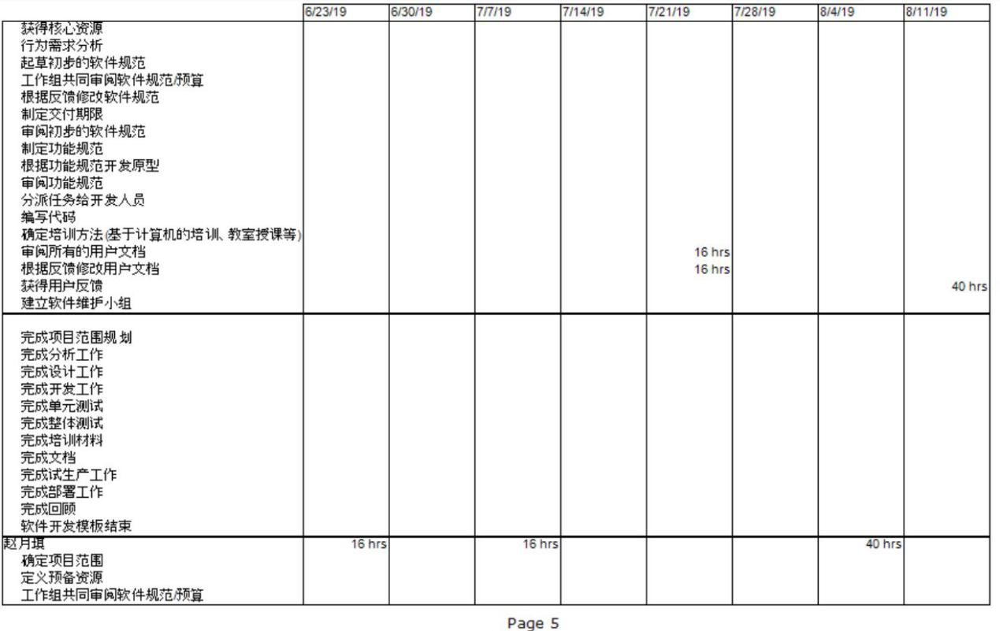 6/23/19 6/30/19 7/7/19 7/14/19 7/21/19 7/28/19 8/4/19 8/11/19
获得核心资源
行为需求分析
起草初步的软件规范
工作组共同审阅软件规范/预算
根据反馈修改软件规范
制定交付期限
审阅初步的软件规范
制定功能规范
根据功能规范开发原型
审阅功能规范
分派任务给开发人员
编写代码
确定培训方法(基于计算机的培训、教室授课等)
审阅所有的用户文档 16 hrs
根据反馈修改用户文档 16 hrs
获得用户反馈 40 hrs
建立软件维护小组
完成项目范围规划
完成分析工作
完成设计工作
完成开发工作
完成单元测试
完成整体测试
完成培训材料
完成文档
完成试生产工作
完成部署工作
完成回顾
软件开发模板结束
赵月填 16 hrs 16 hrs 40 hrs
确定项目范围
定义预备资源
工作组共同审阅软件规范/预算
Page 5